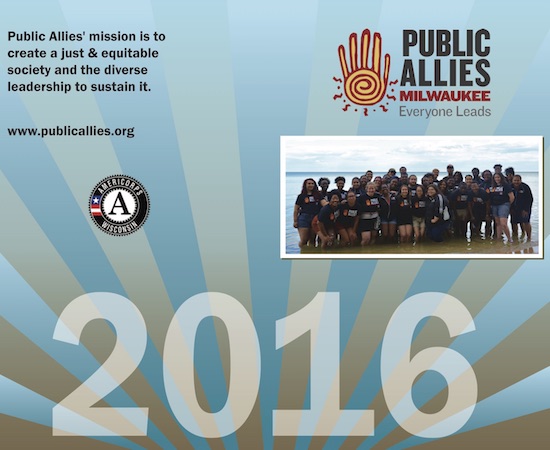 Public Allies' mission is to
create a just & equitable
society and the diverse
leadership to sustain it.
www.publicallies.org
PUBLIC
ALLIES
MILWAUKEE
Everyone Leads
AMERICORPS
A
WISCONSIN
2016